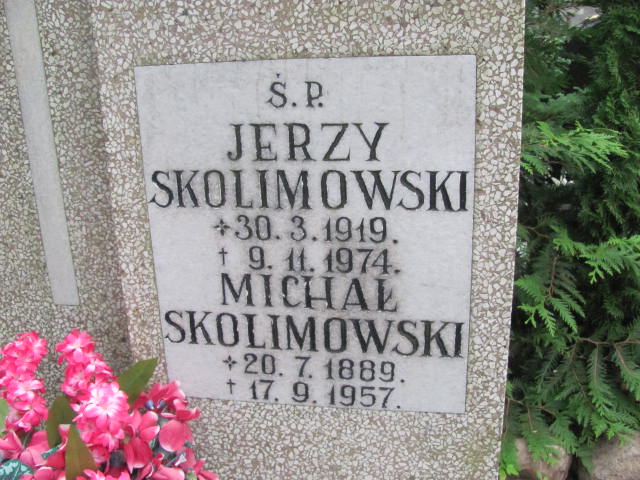 Ś.P.
JERZY
SKOLIMOWSKI
+30.3.1919.
† 9.11.1974.
MICHAŁ
SKOLIMOWSKI
+20.7.1889.
†17.9.1957.